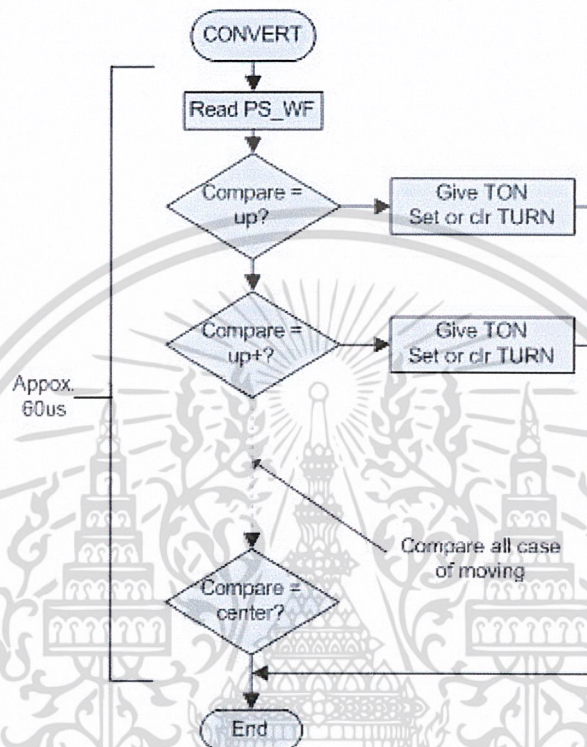 CONVERT
Read PS_WF
Compare =
up?
Give TON
Set or clr TURN
Compare =
up+?
Give TON
Set or clr TURN
Appox.
60us
Compare all case
of moving
Compare =
center?
End